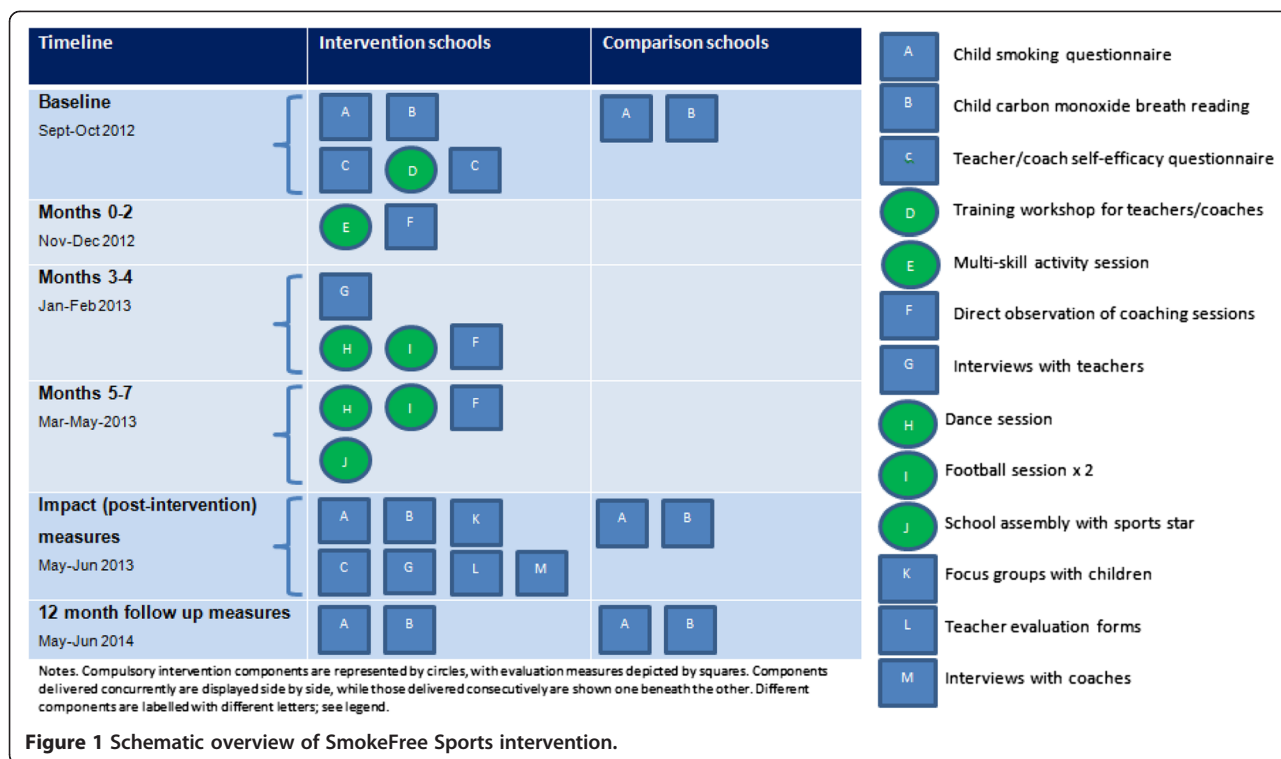 Timeline Intervention schools Comparison schools
Baseline
Sept-Oct 2012
A B A B
C D C
Months 0-2
Nov-Dec 2012
E F
Months 3-4
Jan-Feb 2013
G
H I F
Months 5-7
Mar-May-2013
H I F
J
Impact (post-intervention)
measures
May-Jun 2013
A B K A B
C G L M
12 month follow up measures
May-Jun 2014
A B A B
Notes. Compulsory intervention components are represented by circles, with evaluation measures depicted by squares. Components
delivered concurrently are displayed side by side, while those delivered consecutively are shown one beneath the other. Different
components are labelled with different letters; see legend.
A Child smoking questionnaire
B Child carbon monoxide breath reading
c Teacher/coach self-efficacy questionnaire
D Training workshop for teachers/coaches
E Multi-skill activity session
F Direct observation of coaching sessions
G Interviews with teachers
H Dance session
I Football session x 2
J School assembly with sports star
K Focus groups with children
L Teacher evaluation forms
M Interviews with coaches
Figure 1 Schematic overview of SmokeFree Sports intervention.